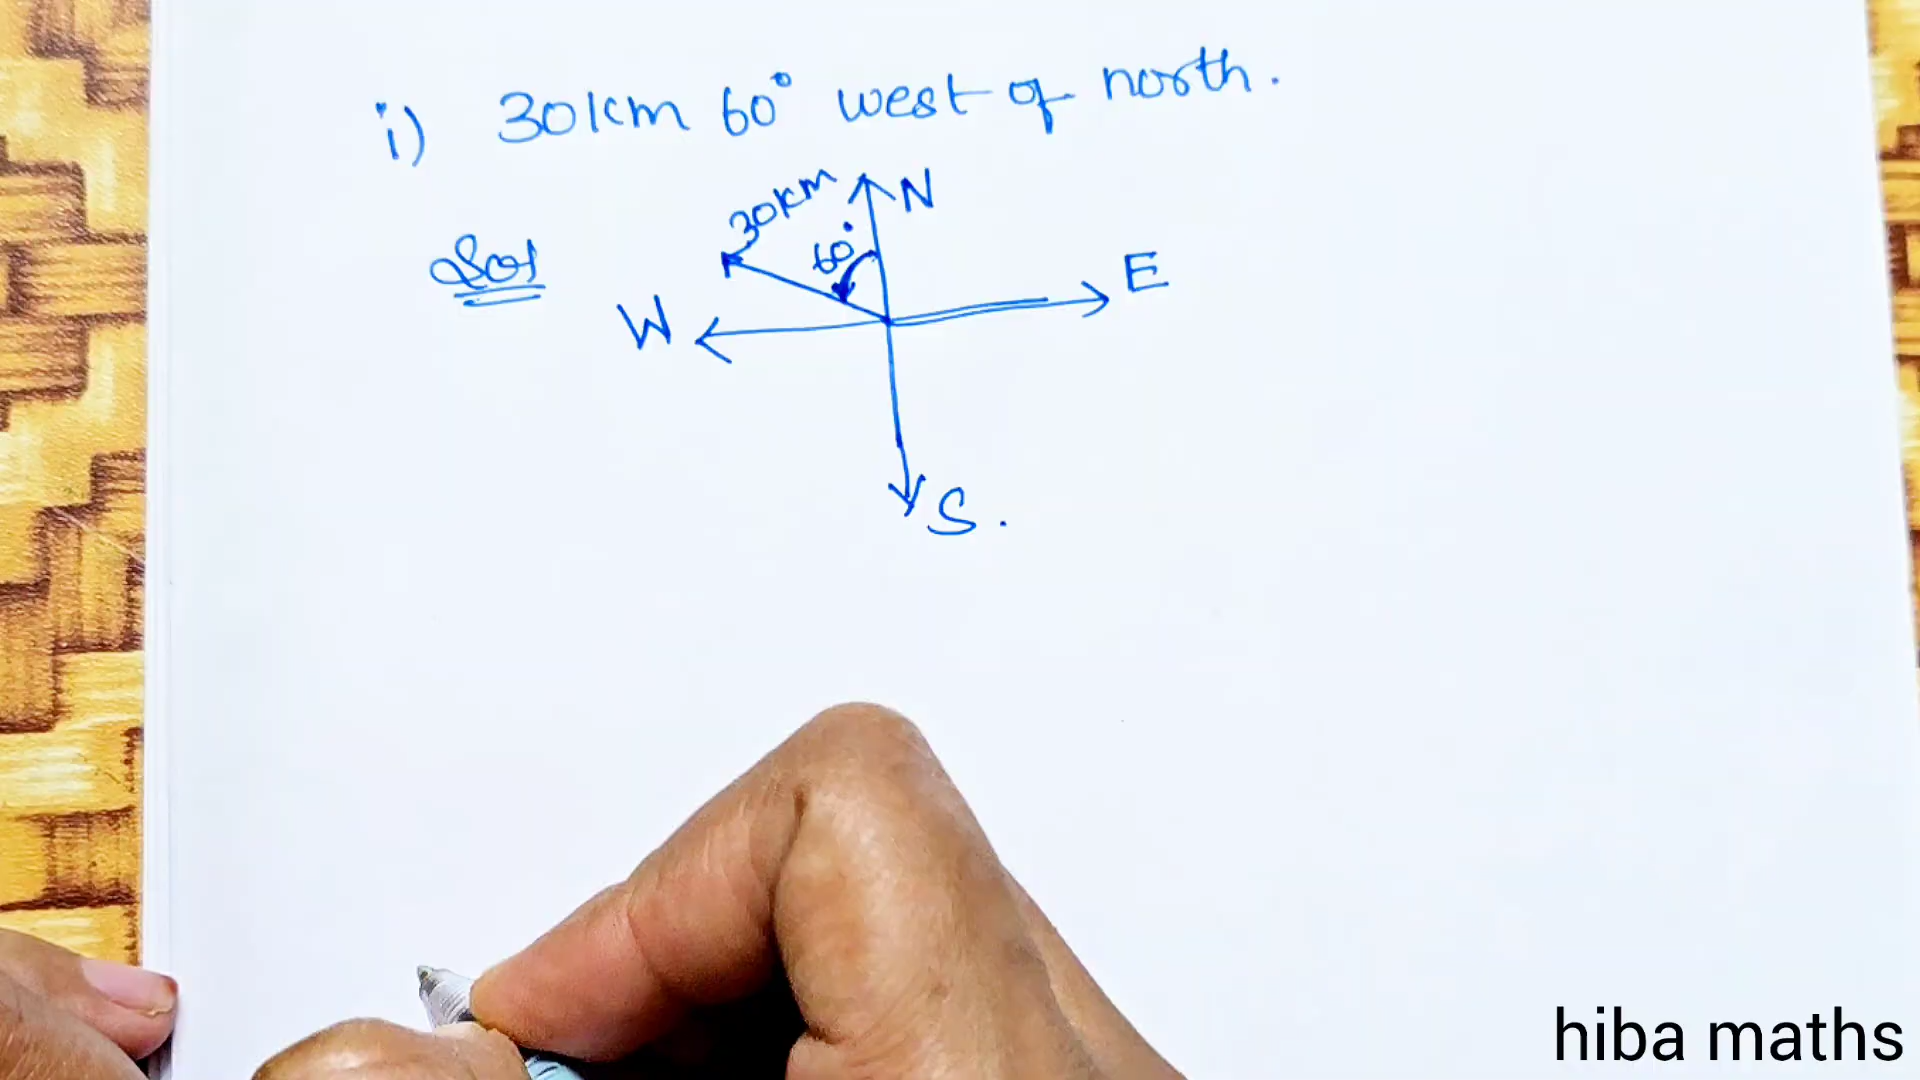 i) 30km 60° west of north.
30km
N
60°
Sol
E
W
S.
hiba maths